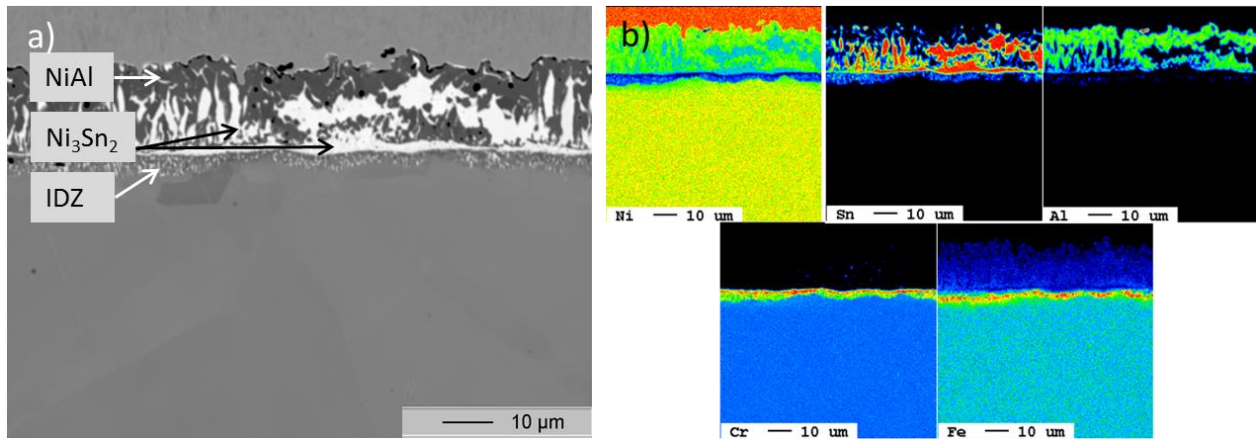 a)
NiAl
Ni₃Sn₂
IDZ
10 µm
b)
Ni 10 um
Sn 10 um
Al 10 um
Cr 10 um
Fe 10 um